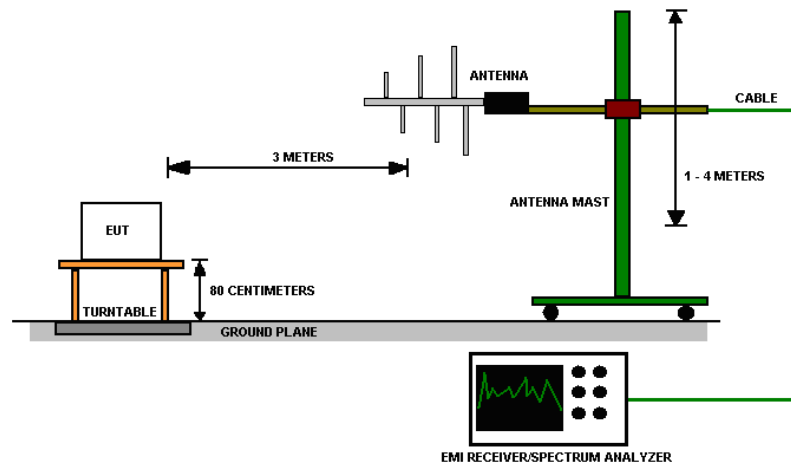 ANTENNA
CABLE
3 METERS
1 - 4 METERS
ANTENNA MAST
EUT
80 CENTIMETERS
TURNTABLE
GROUND PLANE
EMI RECEIVER/SPECTRUM ANALYZER